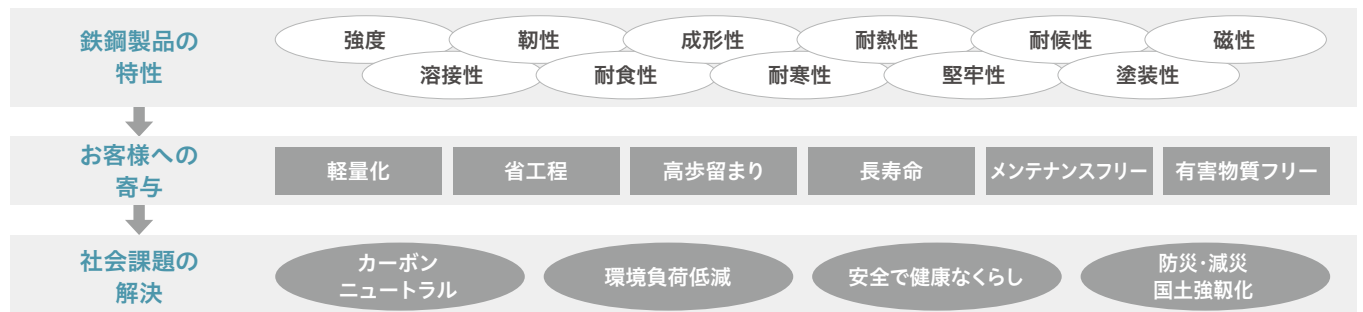 鉄鋼製品の
特性
強度
靭性
成形性
耐熱性
耐候性
磁性
溶接性
耐食性
耐寒性
堅牢性
塗装性
お客様への
寄与
軽量化
省工程
高歩留まり
長寿命
メンテナンスフリー
有害物質フリー
社会課題の
解決
カーボン
ニュートラル
環境負荷低減
安全で健康なくらし
防災・減災
国土強靱化